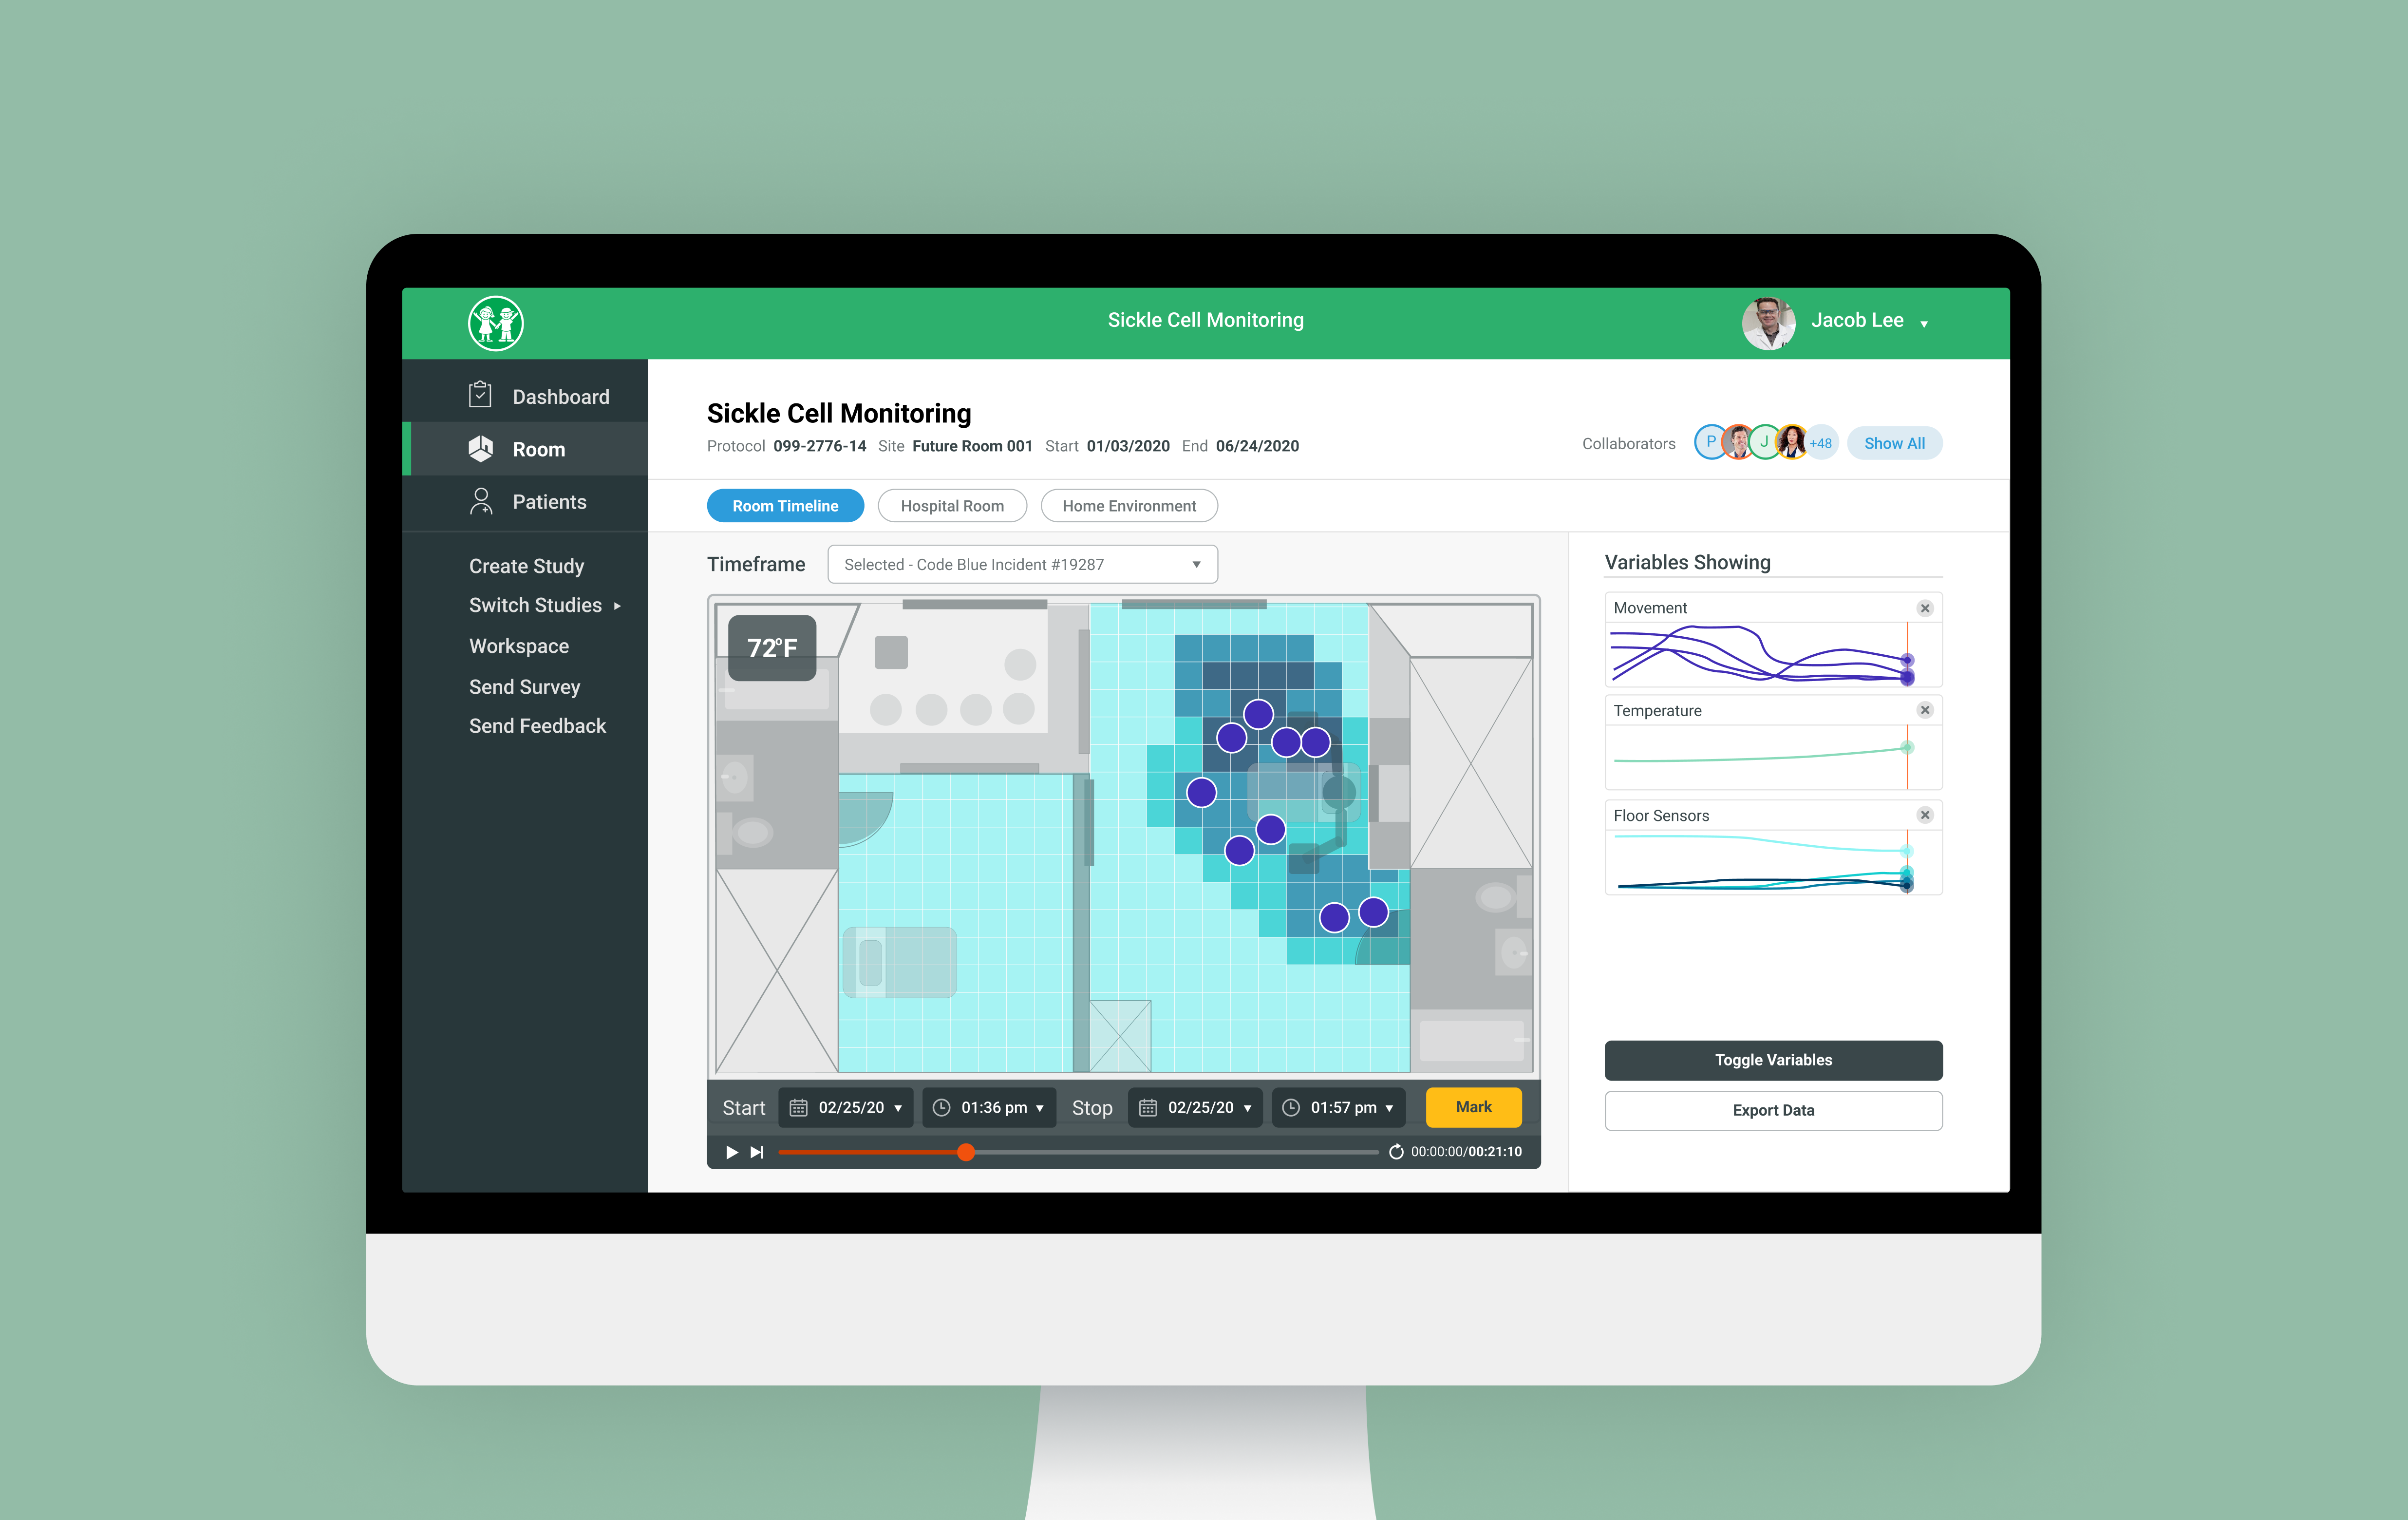 Sickle Cell Monitoring
Jacob Lee
Dashboard
Room
Patients
Create Study
Switch Studies
Workspace
Send Survey
Send Feedback
Sickle Cell Monitoring
Protocol 099-2776-14 Site Future Room 001 Start 01/03/2020 End 06/24/2020
Collaborators P J +48 Show All
Room Timeline Hospital Room Home Environment
Timeframe Selected - Code Blue Incident #19287
72°F
Start 02/25/20 01:36 pm Stop 02/25/20 01:57 pm Mark
00:00:00/00:21:10
Variables Showing
Movement
Temperature
Floor Sensors
Toggle Variables
Export Data